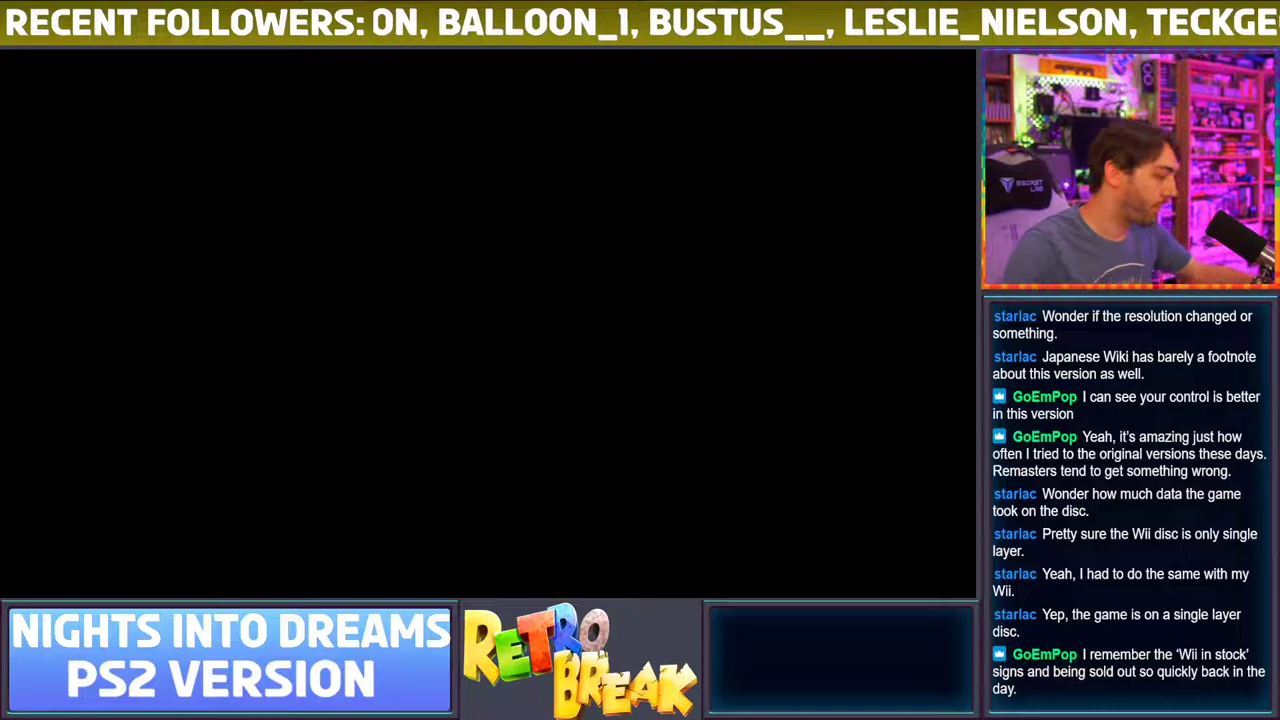 RECENT FOLLOWERS: ON, BALLOON_1, BUSTUS__, LESLIE_NIELSON, TECKGE
SECRET
LAB
starlac Wonder if the resolution changed or
something.
starlac Japanese Wiki has barely a footnote
about this version as well.
GoEmPop I can see your control is better
in this version
GoEmPop Yeah, it's amazing just how
often I tried to the original versions these days.
Remasters tend to get something wrong.
starlac Wonder how much data the game
took on the disc.
starlac Pretty sure the Wii disc is only single
layer.
starlac Yeah, I had to do the same with my
Wii.
starlac Yep, the game is on a single layer
disc.
GoEmPop I remember the ‘Wii in stock’
signs and being sold out so quickly back in the
day.
NIGHTS INTO DREAMS
PS2 VERSION
RETRO
BREAK